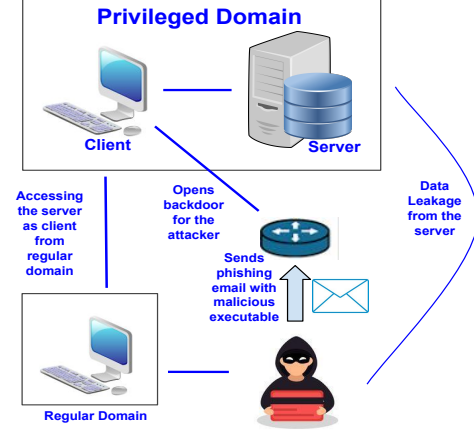 Privileged Domain
Client
Server
Accessing
the server
as client
from
regular
domain
Opens
backdoor
for the
attacker
Data
Leakage
from the
server
Sends
phishing
email with
malicious
executable
Regular Domain